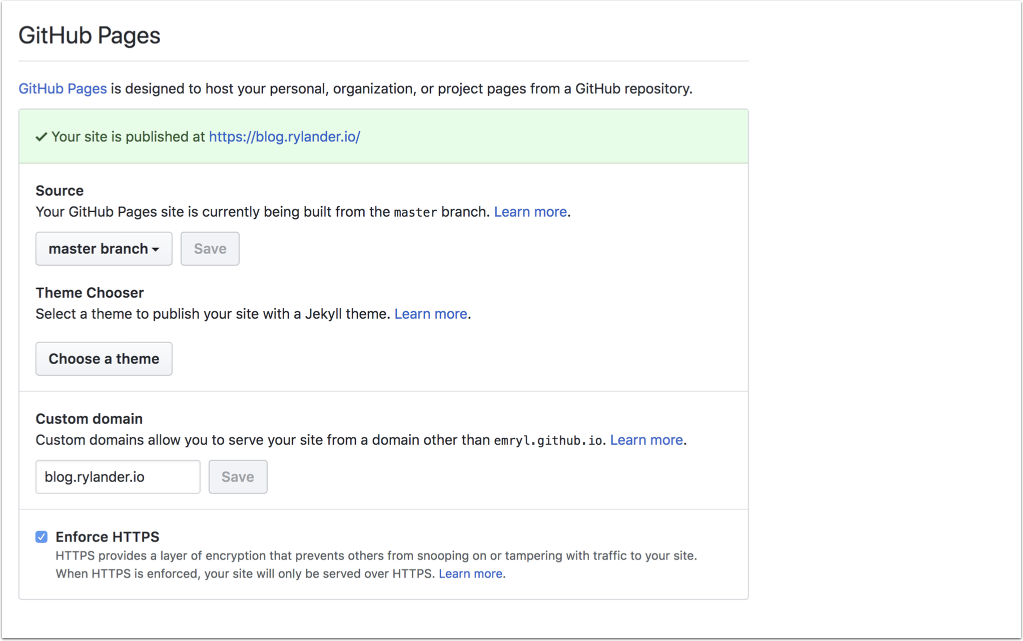 GitHub Pages
GitHub Pages is designed to host your personal, organization, or project pages from a GitHub repository.
Your site is published at https://blog.rylander.io/
Source
Your GitHub Pages site is currently being built from the master branch. Learn more.
master branch Save
Theme Chooser
Select a theme to publish your site with a Jekyll theme. Learn more.
Choose a theme
Custom domain
Custom domains allow you to serve your site from a domain other than emryl.github.io. Learn more.
blog.rylander.io Save
Enforce HTTPS
HTTPS provides a layer of encryption that prevents others from snooping on or tampering with traffic to your site.
When HTTPS is enforced, your site will only be served over HTTPS. Learn more.